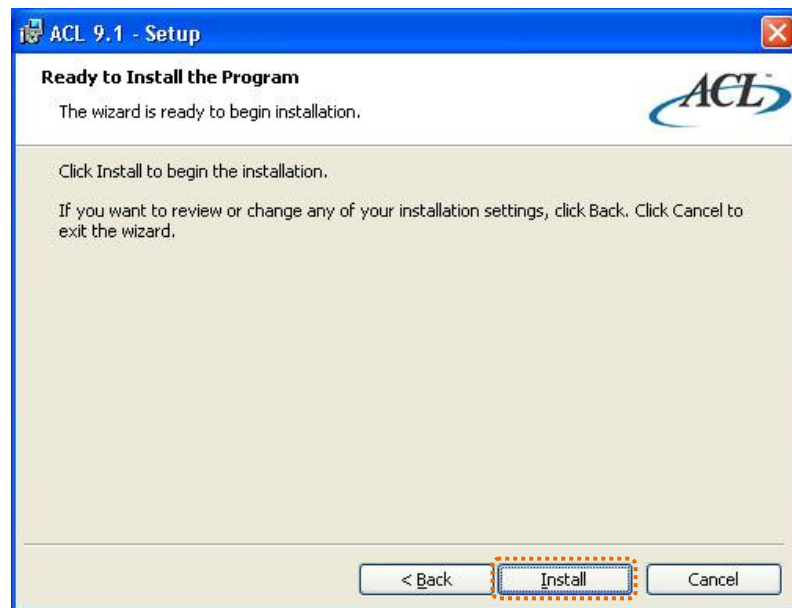 ACL 9.1 - Setup
Ready to Install the Program
The wizard is ready to begin installation.
ACL
Click Install to begin the installation.
If you want to review or change any of your installation settings, click Back. Click Cancel to
exit the wizard.
< Back Install Cancel